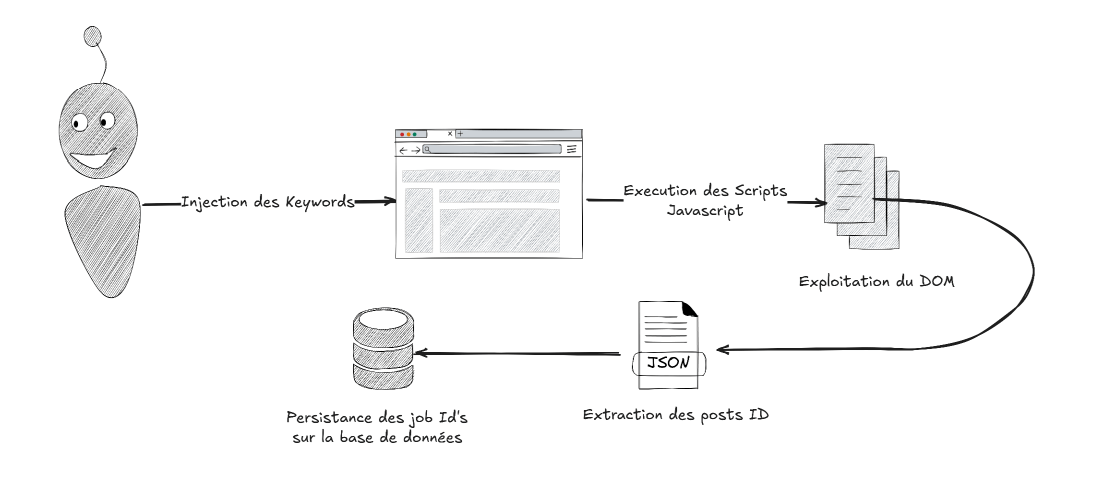 Injection des Keywords
Execution des Scripts
Javascript
Exploitation du DOM
JSON
Extraction des posts ID
Persistance des job Id's
sur la base de données